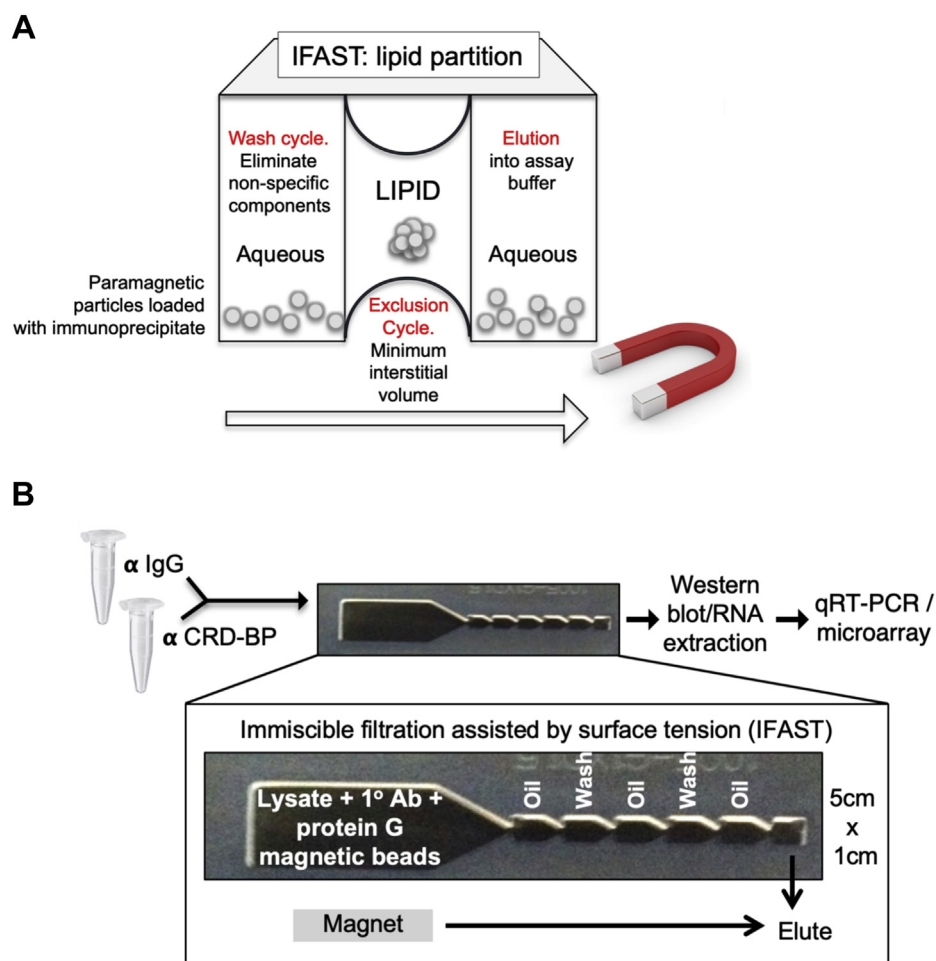 A
IFAST: lipid partition
Wash cycle.
Eliminate
non-specific
components
LIPID
Elution
into assay
buffer
Aqueous
Aqueous
Paramagnetic
particles loaded
with immunoprecipitate
Exclusion
Cycle.
Minimum
interstitial
volume
B
α IgG
α CRD-BP
Western
blot/RNA
extraction
qRT-PCR /
microarray
Immiscible filtration assisted by surface tension (IFAST)
Lysate + 1° Ab +
protein G
magnetic beads
Oil
Wash
Oil
Wash
Oil
5cm
x
1cm
Magnet
Elute